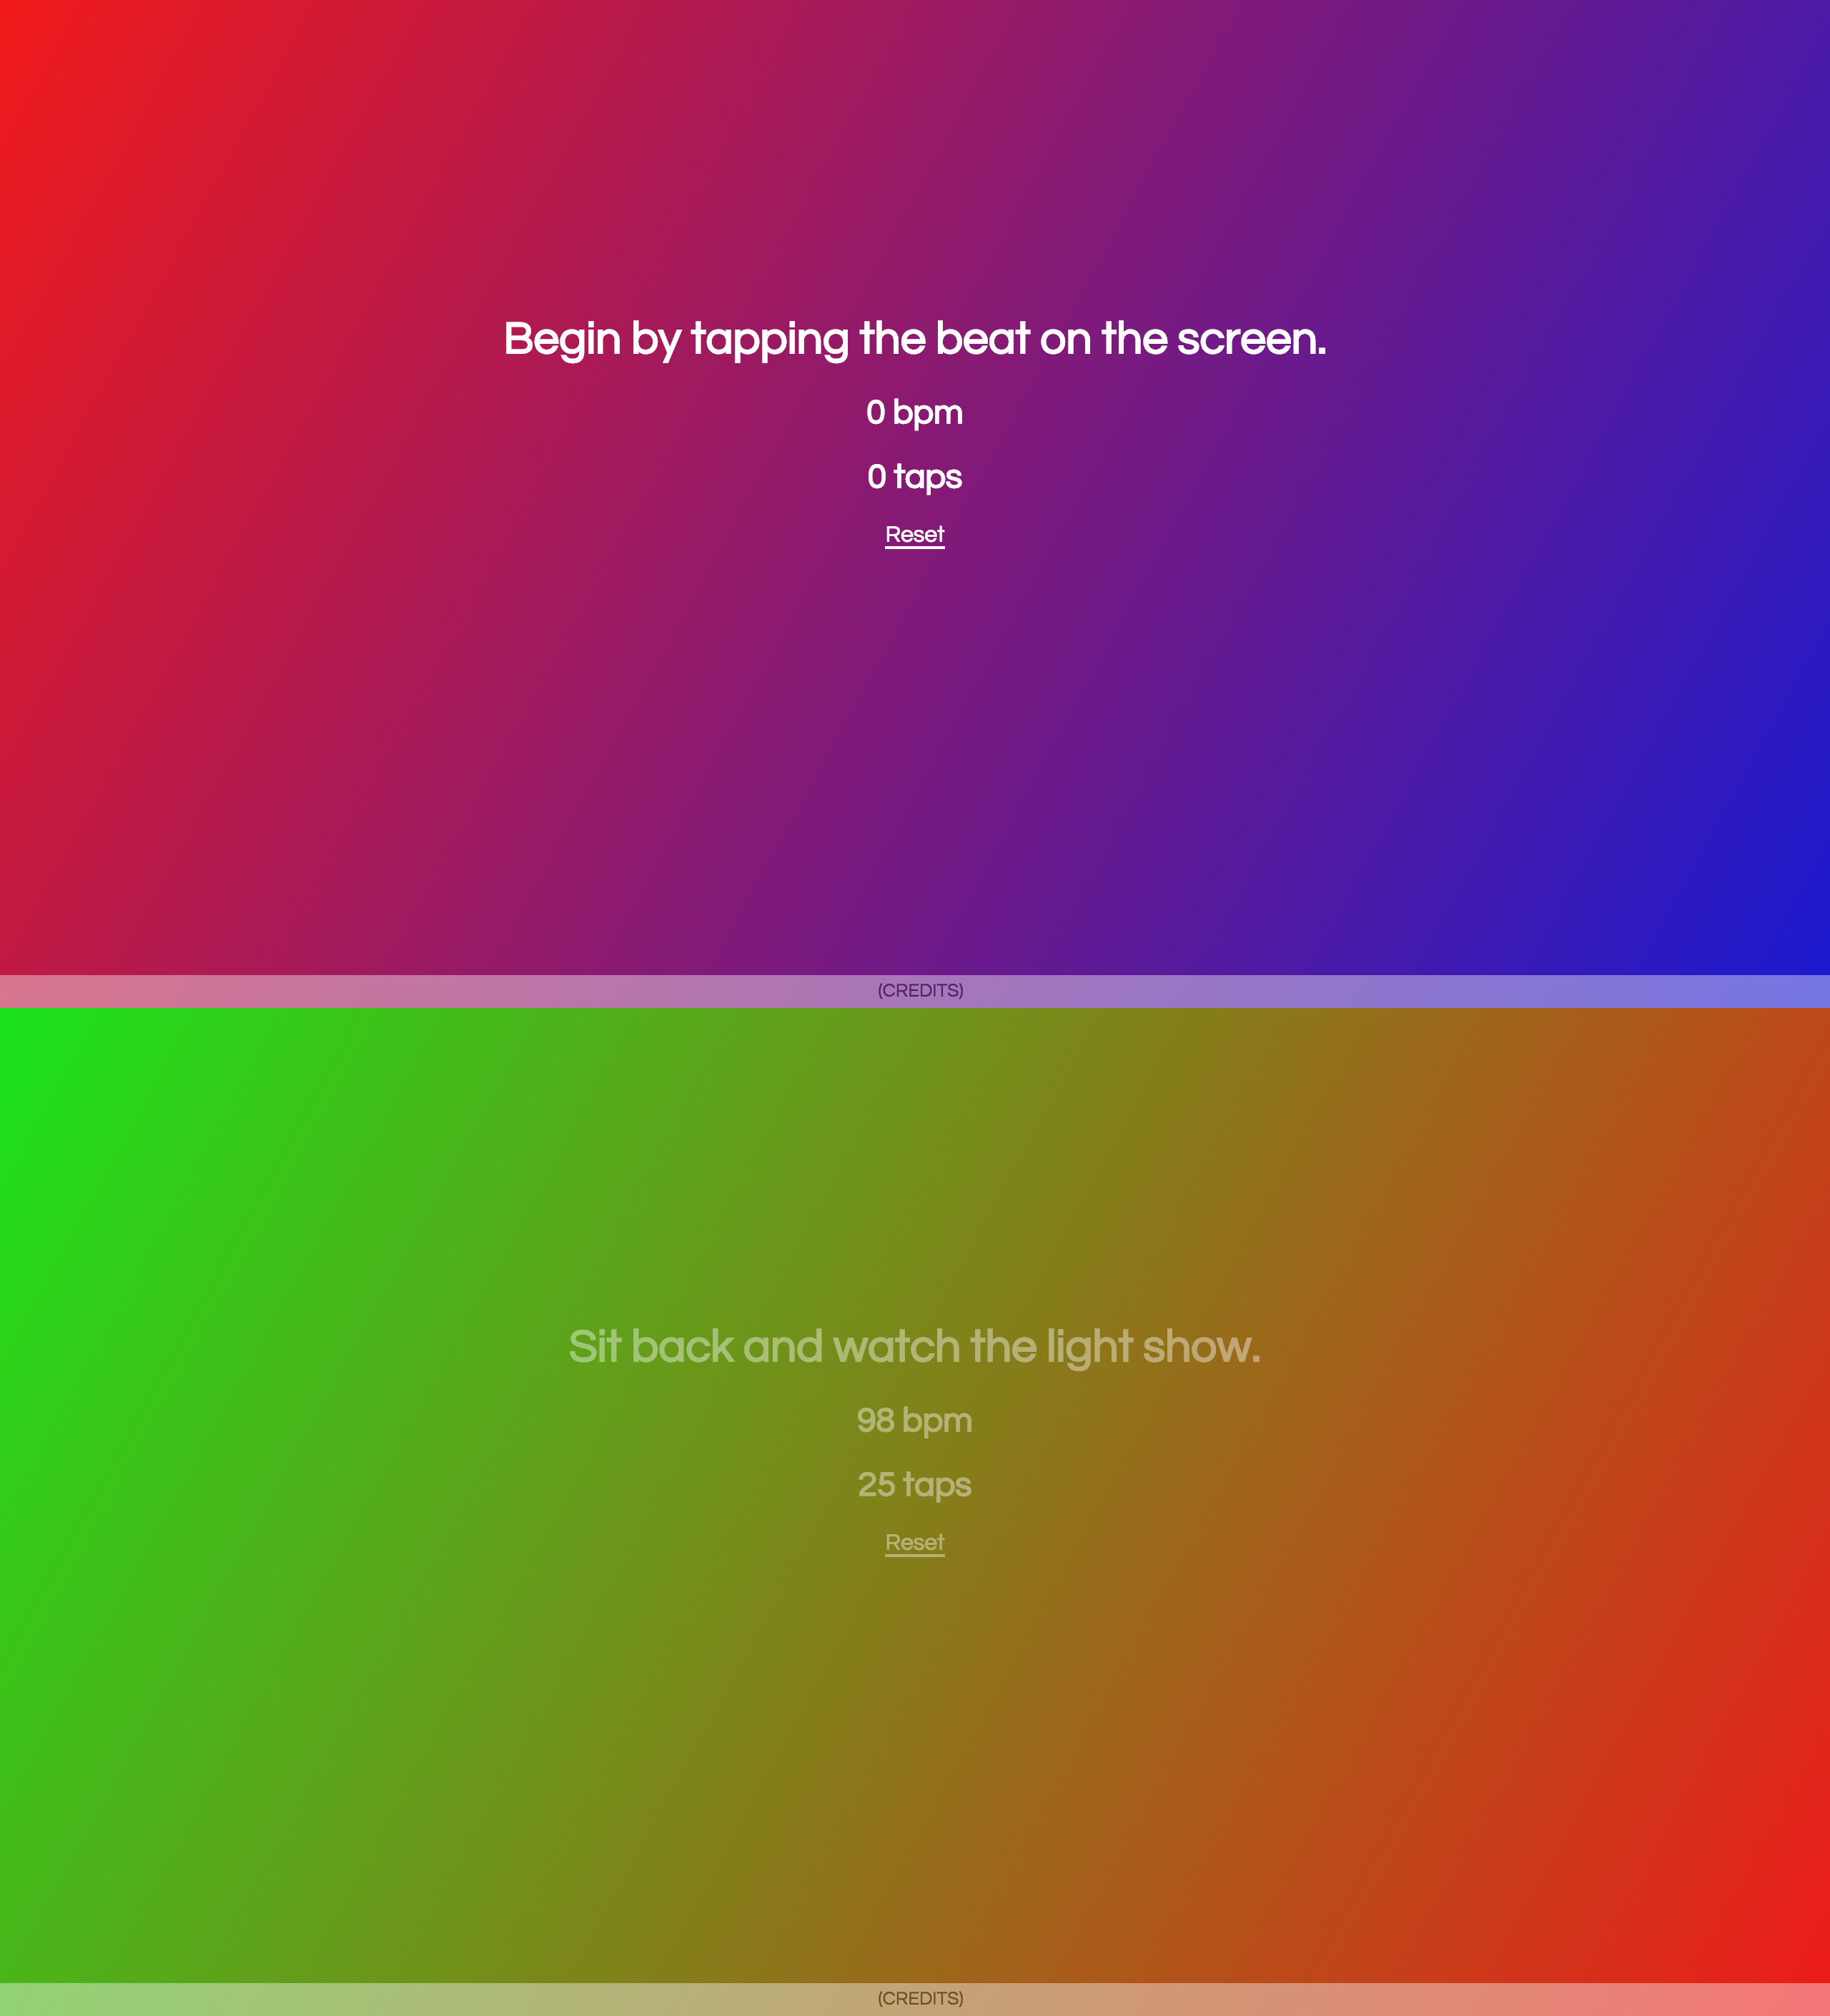 Begin by tapping the beat on the screen.
0 bpm
0 taps
Reset
(CREDITS)
Sit back and watch the light show.
98 bpm
25 taps
Reset
(CREDITS)